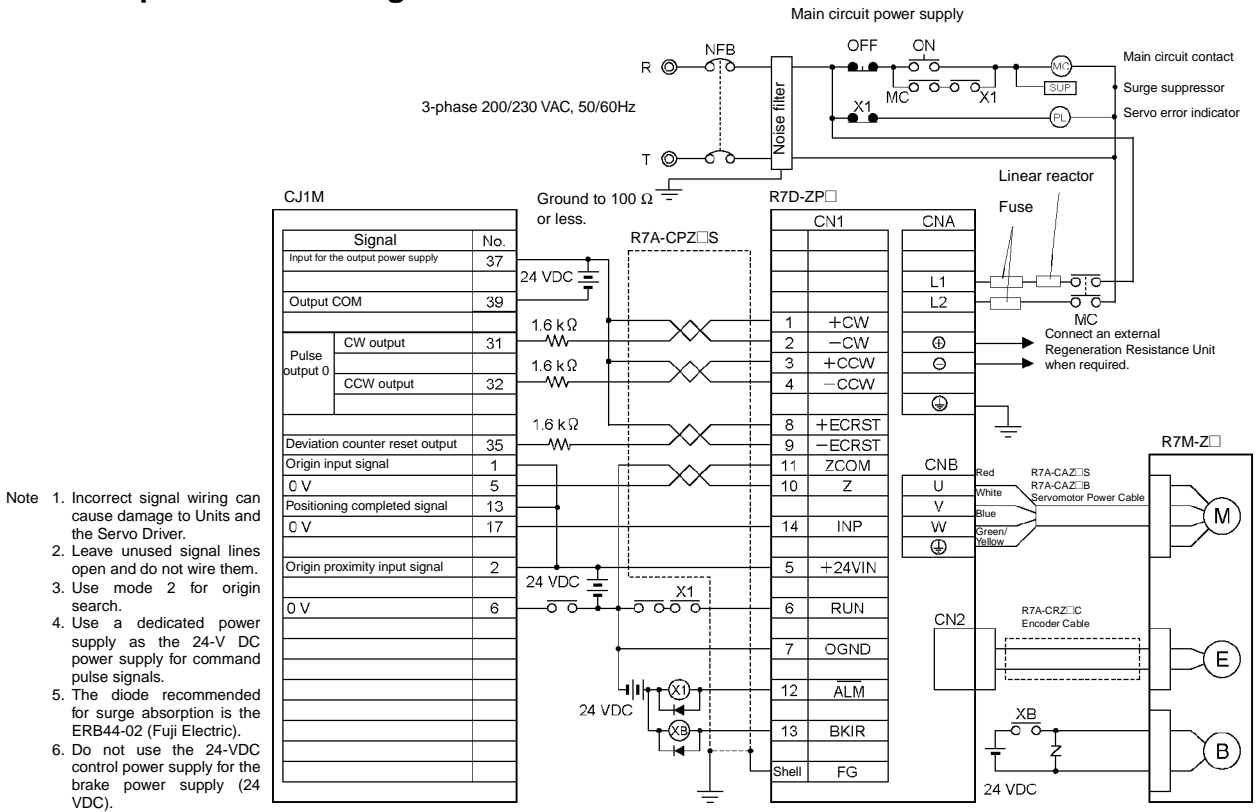 Main circuit power supply
OFF ON
NFB
R
Main circuit contact
MC
SUP
Surge suppressor
MC X1
3-phase 200/230 VAC, 50/60Hz
Noise filter
X1
PL
Servo error indicator
T
Linear reactor
CJ1M
Ground to 100 Ω
or less.
R7D-ZP□
Fuse
CN1 CNA
R7A-CPZ□S
Signal No.
Input for the output power supply 37
24 VDC
L1
Output COM 39
L2
MC
1.6 kΩ
1 +CW
Pulse
output 0
CW output 31
2 −CW
⊕
Connect an external
Regeneration Resistance Unit
when required.
1.6 kΩ
3 +CCW
⊖
CCW output 32
4 −CCW
1.6 kΩ
8 +ECRST
Deviation counter reset output 35
9 −ECRST
R7M-Z□
Origin input signal 1
11 ZCOM
CNB
Red
R7A-CAZ□S
R7A-CAZ□B
Servomotor Power Cable
0 V 5
10 Z
U
White
Positioning completed signal 13
V
Blue
M
0 V 17
14 INP
W
Green/
Yellow
Origin proximity input signal 2
24 VDC
5 +24VIN
X1
0 V 6
6 RUN
CN2
R7A-CRZ□C
Encoder Cable
7 OGND
E
X1
12 ALM
24 VDC
XB
13 BKIR
XB
B
Shell FG
24 VDC
Note 1. Incorrect signal wiring can
cause damage to Units and
the Servo Driver.
2. Leave unused signal lines
open and do not wire them.
3. Use mode 2 for origin
search.
4. Use a dedicated power
supply as the 24-V DC
power supply for command
pulse signals.
5. The diode recommended
for surge absorption is the
ERB44-02 (Fuji Electric).
6. Do not use the 24-VDC
control power supply for the
brake power supply (24
VDC).